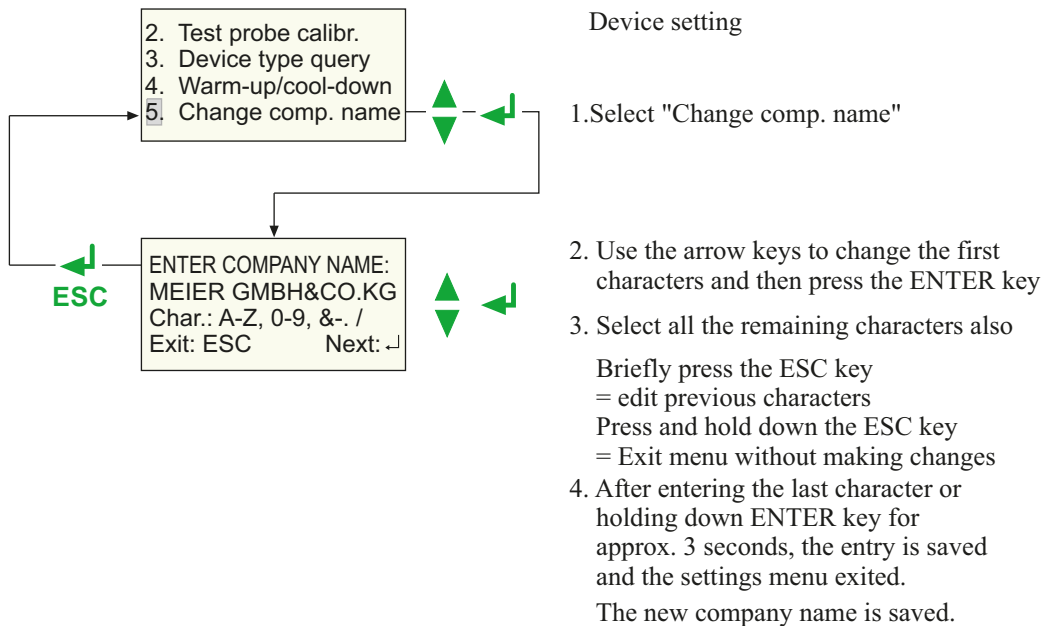 2. Test probe calibr.
3. Device type query
4. Warm-up/cool-down
5. Change comp. name
Device setting
1.Select "Change comp. name"
ESC
ENTER COMPANY NAME:
MEIER GMBH&CO.KG
Char.: A-Z, 0-9, &-. /
Exit: ESC Next: ↵
2. Use the arrow keys to change the first
characters and then press the ENTER key
3. Select all the remaining characters also
Briefly press the ESC key
= edit previous characters
Press and hold down the ESC key
= Exit menu without making changes
4. After entering the last character or
holding down ENTER key for
approx. 3 seconds, the entry is saved
and the settings menu exited.
The new company name is saved.